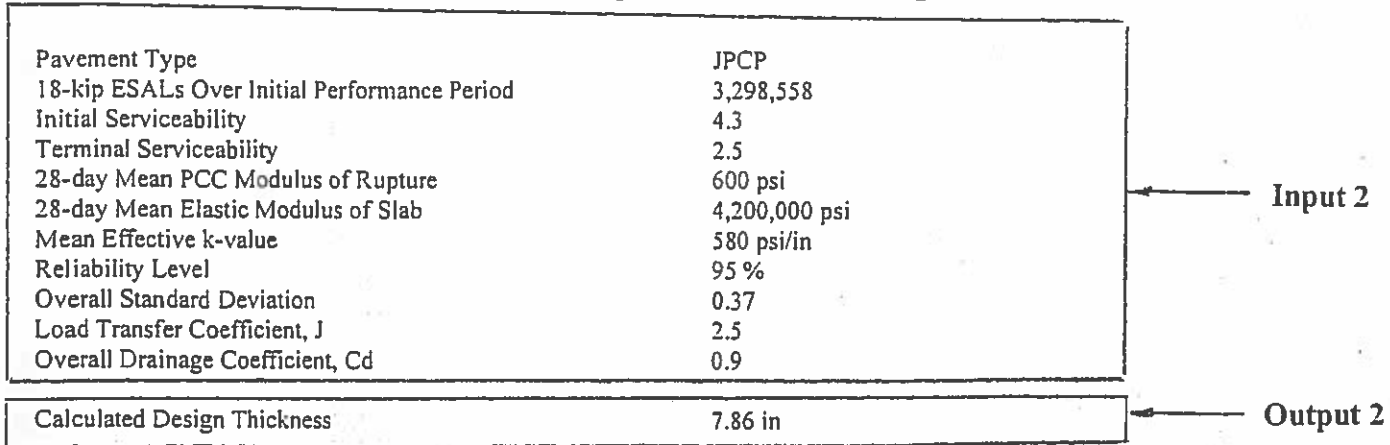 Pavement Type JPCP
18-kip ESALs Over Initial Performance Period 3,298,558
Initial Serviceability 4.3
Terminal Serviceability 2.5
28-day Mean PCC Modulus of Rupture 600 psi
28-day Mean Elastic Modulus of Slab 4,200,000 psi
Mean Effective k-value 580 psi/in
Reliability Level 95 %
Overall Standard Deviation 0.37
Load Transfer Coefficient, J 2.5
Overall Drainage Coefficient, Cd 0.9
Input 2
Calculated Design Thickness 7.86 in
Output 2